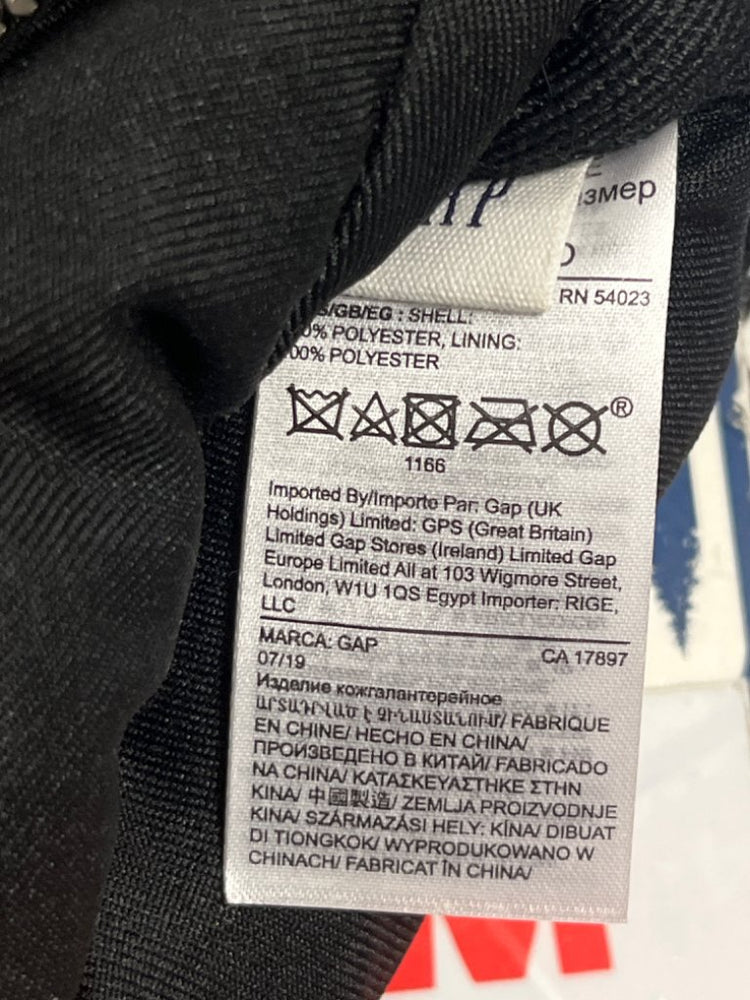 змер
RN 54023
/GB/EG : SHELL:
% POLYESTER, LINING:
00% POLYESTER
®
1166
Imported By/Importe Par: Gap (UK
Holdings) Limited: GPS (Great Britain)
Limited Gap Stores (Ireland) Limited Gap
Europe Limited All at 103 Wigmore Street,
London, W1U 1QS Egypt Importer: RIGE,
LLC
MARCA: GAP
CA 17897
07/19
Изделие кожгалантерейное
ԱՐՏԱԴՐՎԱԾ Է ՉԻՆԱՍՏԱՆՈՒՄ/ FABRIQUE
EN CHINE/ HECHO EN CHINA/
ПРОИЗВЕДЕНО В КИТАЙ/ FABRICADO
NA CHINA/ ΚΑΤΑΣΚΕΥΑΣΤΗΚΕ ΣΤΗΝ
ΚΙΝΑ/ 中國製造/ ZEMLJA PROIZVODNJE
KINA/ SZÁRMAZÁSI HELY: KÍNA/ DIBUAT
DI TIONGKOK/ WYPRODUKOWANO W
CHINACH/ FABRICAT ÎN CHINA/